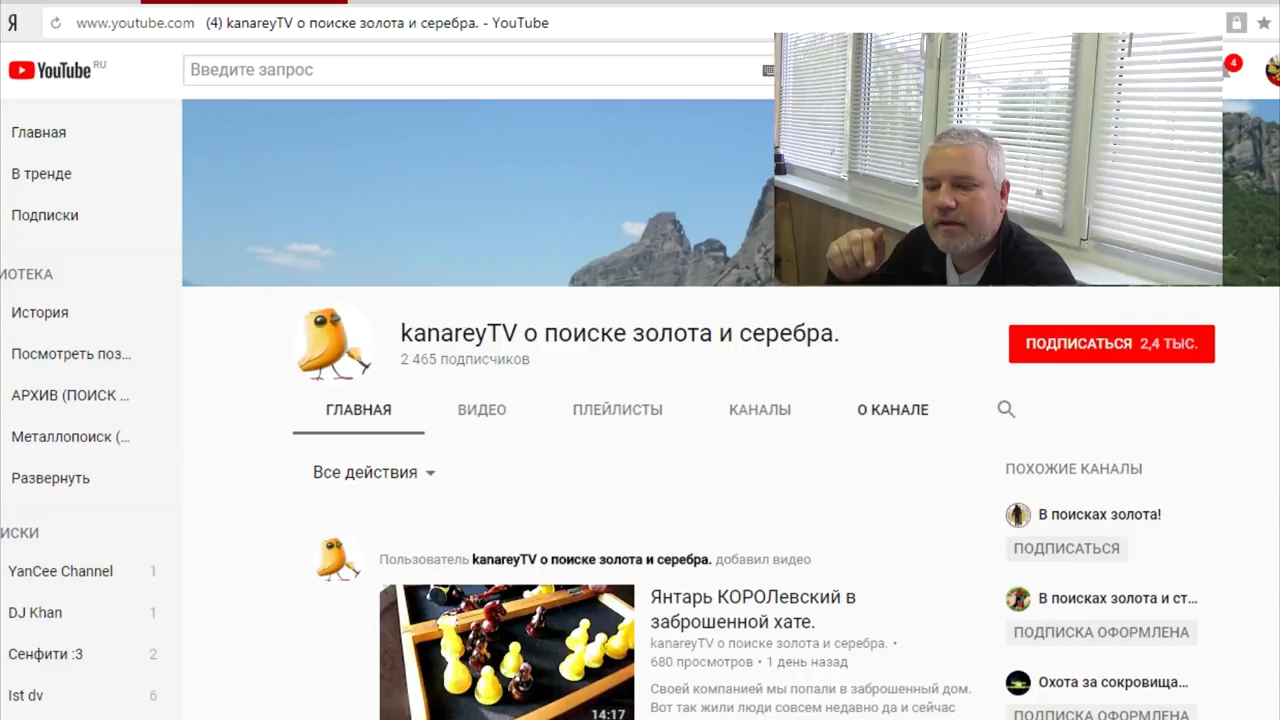 Я
www.youtube.com (4) kanareyTV о поиске золота и серебра. - YouTube
YouTube RU
Введите запрос
4
Главная
В тренде
Подписки
ИОТЕКА
История
Посмотреть поз...
АРХИВ (ПОИСК ...
Металлопоиск (...
Развернуть
ИСКИ
YanCee Channel 1
DJ Khan 1
Сенфити :3 2
Ist dv 6
kanareyTV о поиске золота и серебра.
2 465 подписчиков
ПОДПИСАТЬСЯ 2,4 ТЫС.
ГЛАВНАЯ ВИДЕО ПЛЕЙЛИСТЫ КАНАЛЫ О КАНАЛЕ
Все действия
Пользователь kanareyTV о поиске золота и серебра. добавил видео
14:17
Янтарь КОРОЛевский в
заброшенной хате.
kanareyTV о поиске золота и серебра. •
680 просмотров • 1 день назад
Своей компанией мы попали в заброшенный дом.
Вот так жили люди совсем недавно да и сейчас
ПОХОЖИЕ КАНАЛЫ
В поисках золота!
ПОДПИСАТЬСЯ
В поисках золота и ст...
ПОДПИСКА ОФОРМЛЕНА
Охота за сокровища...
ПОДПИСКА ОФОРМЛЕНА